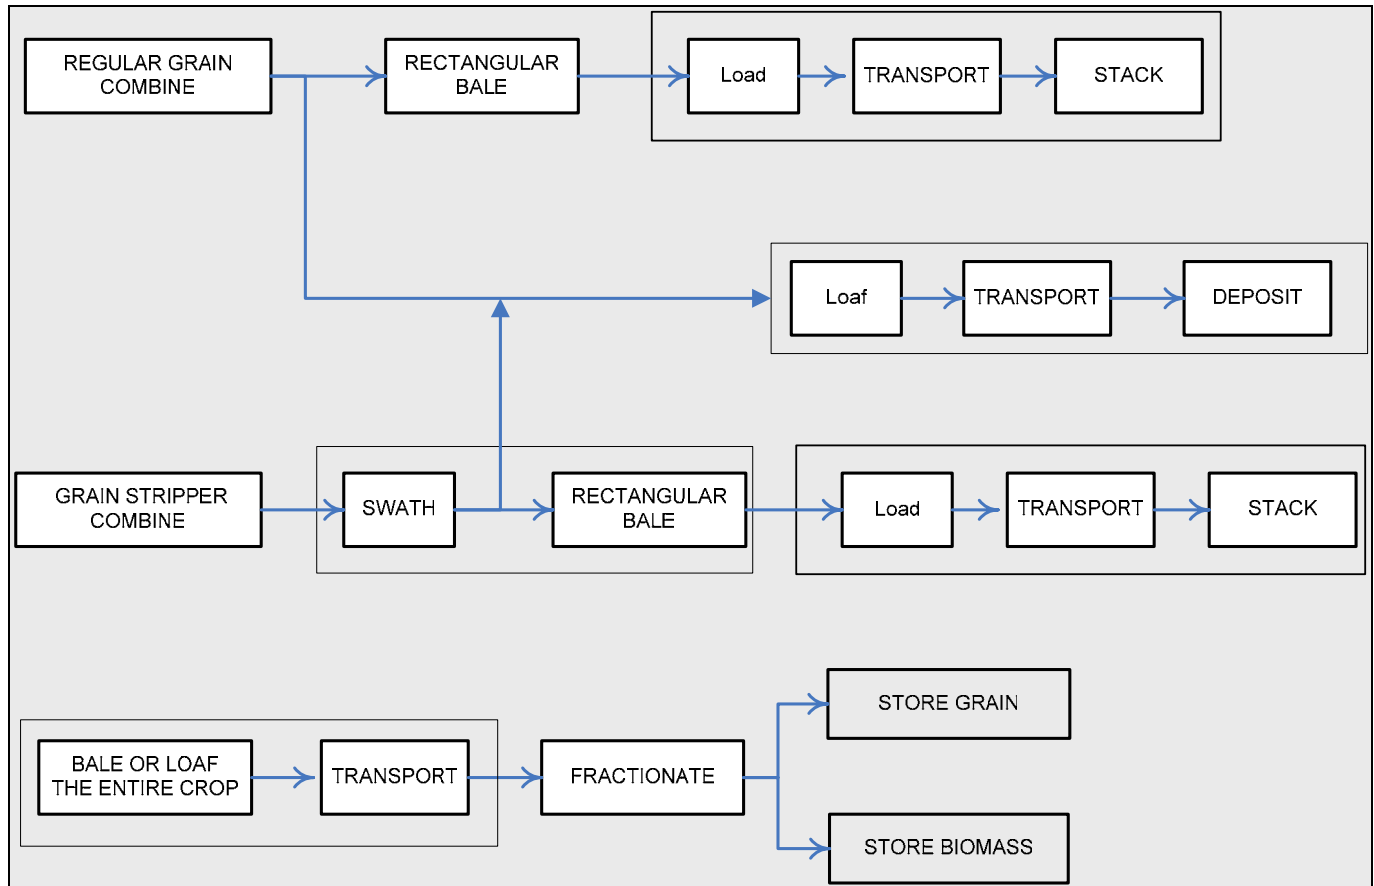 REGULAR GRAIN
COMBINE
RECTANGULAR
BALE
Load
TRANSPORT
STACK
Loaf
TRANSPORT
DEPOSIT
GRAIN STRIPPER
COMBINE
SWATH
RECTANGULAR
BALE
Load
TRANSPORT
STACK
BALE OR LOAF
THE ENTIRE CROP
TRANSPORT
FRACTIONATE
STORE GRAIN
STORE BIOMASS